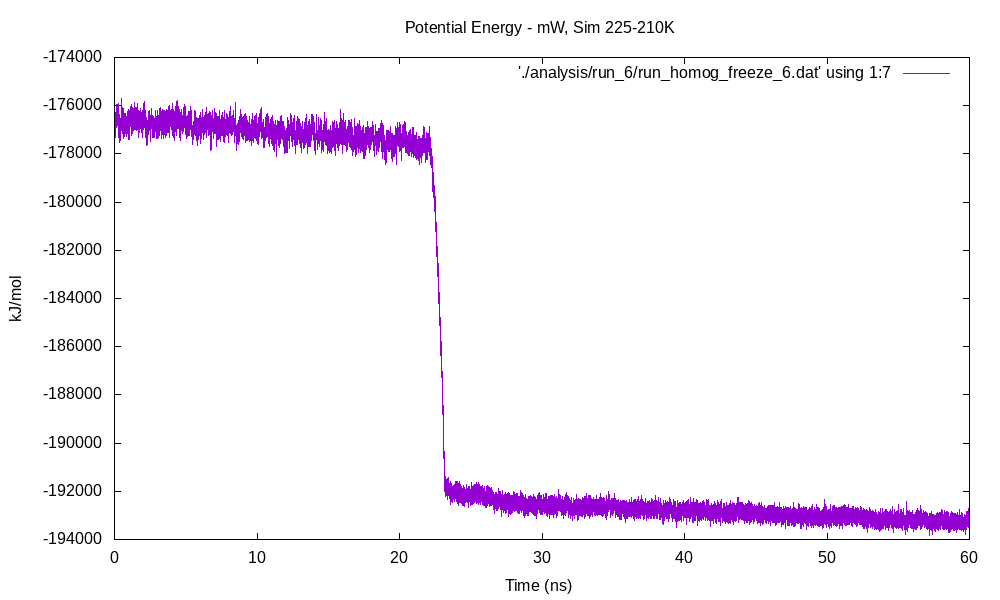 Potential Energy - mW, Sim 225-210K
'./analysis/run_6/run_homog_freeze_6.dat' using 1:7
-174000
-176000
-178000
-180000
-182000
-184000
-186000
-188000
-190000
-192000
-194000
kJ/mol
0 10 20 30 40 50 60
Time (ns)